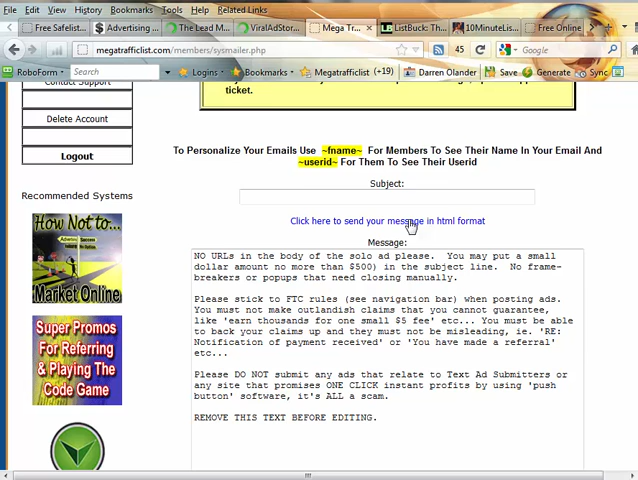 File Edit View History Bookmarks Tools Related Links
Free Safelist... Advertising ... The Lead M... ViralAdStor... Mega Tr... ListBuck: Th... 10MinuteLis... Free Online
megatrafficlist.com/members/sysmailer.php 45 Google
RoboForm Search Logins Bookmarks Megatrafficlist (+19) Darren Olander Save Generate Sync
Contact Support
ticket.
Delete Account
Logout
To Personalize Your Emails Use ~fname~ For Members To See Their Name In Your Email And
~userid~ For Them To See Their Userid
Subject:
Recommended Systems
Click here to send your message in html format
Message:
How Not to...
Advertising Success
Market Online
Super Promos
For Referring
& Playing The
Code Game
NO URLs in the body of the solo ad please. You may put a small
dollar amount no more than $500) in the subject line. No frame-
breakers or popups that need closing manually.
Please stick to FTC rules (see navigation bar) when posting ads.
You must not make outlandish claims that you cannot guarantee,
like 'earn thousands for one small $5 fee' etc... You must be able
to back your claims up and they must not be misleading, ie. 'RE:
Notification of payment received' or 'You have made a referral'
etc...
Please DO NOT submit any ads that relate to Text Ad Submitters or
any site that promises ONE CLICK instant profits by using 'push
button' software, it's ALL a scam.
REMOVE THIS TEXT BEFORE EDITING.